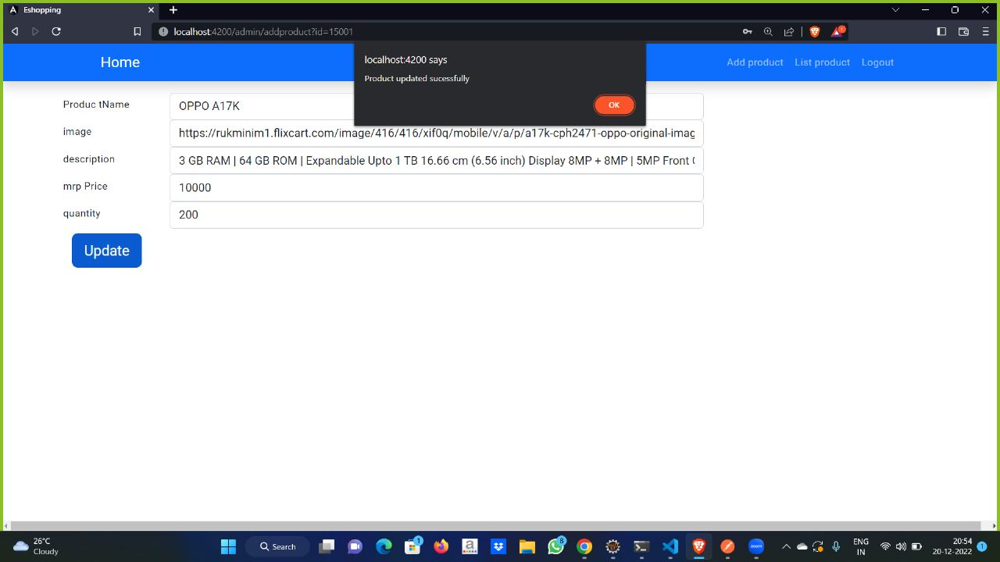 Eshopping
localhost:4200/admin/addproduct?id=15001
localhost:4200 says
Product updated sucessfully
OK
Home
Add product
List product
Logout
Produc tName
OPPO A17K
image
https://rukminim1.flixcart.com/image/416/416/xif0q/mobile/v/a/p/a17k-cph2471-oppo-original-imag
description
3 GB RAM | 64 GB ROM | Expandable Upto 1 TB 16.66 cm (6.56 inch) Display 8MP + 8MP | 5MP Front
mrp Price
10000
quantity
200
Update
26°C
Cloudy
Search
1
a
8
zoom
ENG
IN
20:54
20-12-2022
1